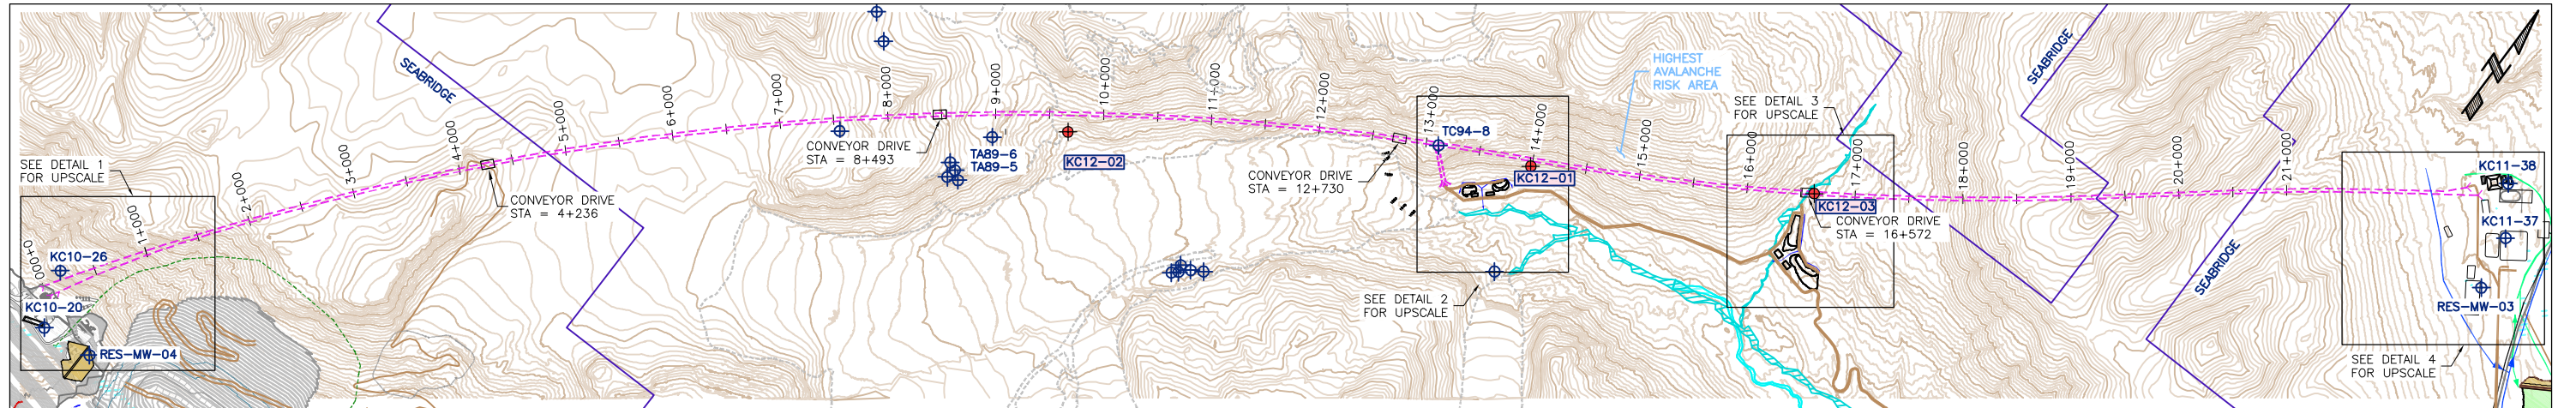 SEE DETAIL 1
FOR UPSCALE
0+000
1+000
2+000
3+000
4+000
5+000
6+000
7+000
8+000
9+000
10+000
11+000
12+000
13+000
14+000
15+000
16+000
17+000
18+000
19+000
20+000
21+000
KC10-26
KC10-20
RES-MW-04
SEABRIDGE
CONVEYOR DRIVE
STA = 4+236
CONVEYOR DRIVE
STA = 8+493
TA89-6
TA89-5
KC12-02
CONVEYOR DRIVE
STA = 12+730
TC94-8
KC12-01
SEE DETAIL 2
FOR UPSCALE
HIGHEST
AVALANCHE
RISK AREA
SEE DETAIL 3
FOR UPSCALE
KC12-03
CONVEYOR DRIVE
STA = 16+572
SEABRIDGE
SEABRIDGE
KC11-38
KC11-37
RES-MW-03
SEE DETAIL 4
FOR UPSCALE